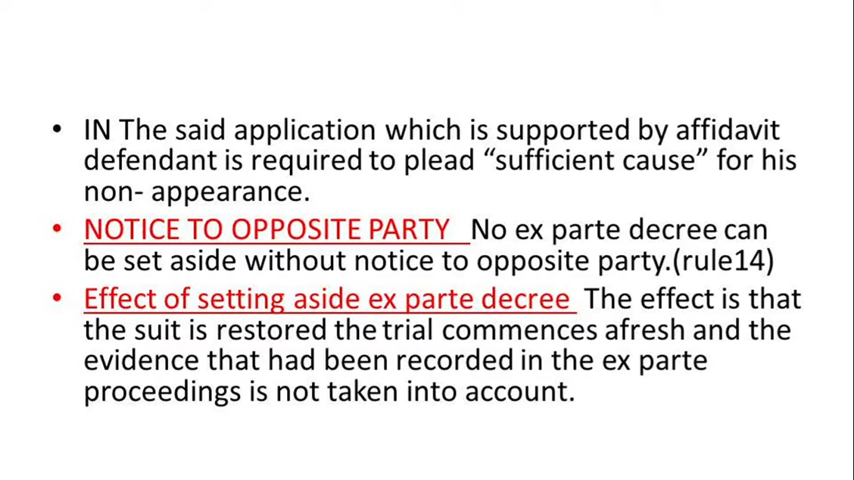 • IN The said application which is supported by affidavit
defendant is required to plead “sufficient cause” for his
non- appearance.
• NOTICE TO OPPOSITE PARTY No ex parte decree can
be set aside without notice to opposite party.(rule14)
• Effect of setting aside ex parte decree The effect is that
the suit is restored the trial commences afresh and the
evidence that had been recorded in the ex parte
proceedings is not taken into account.